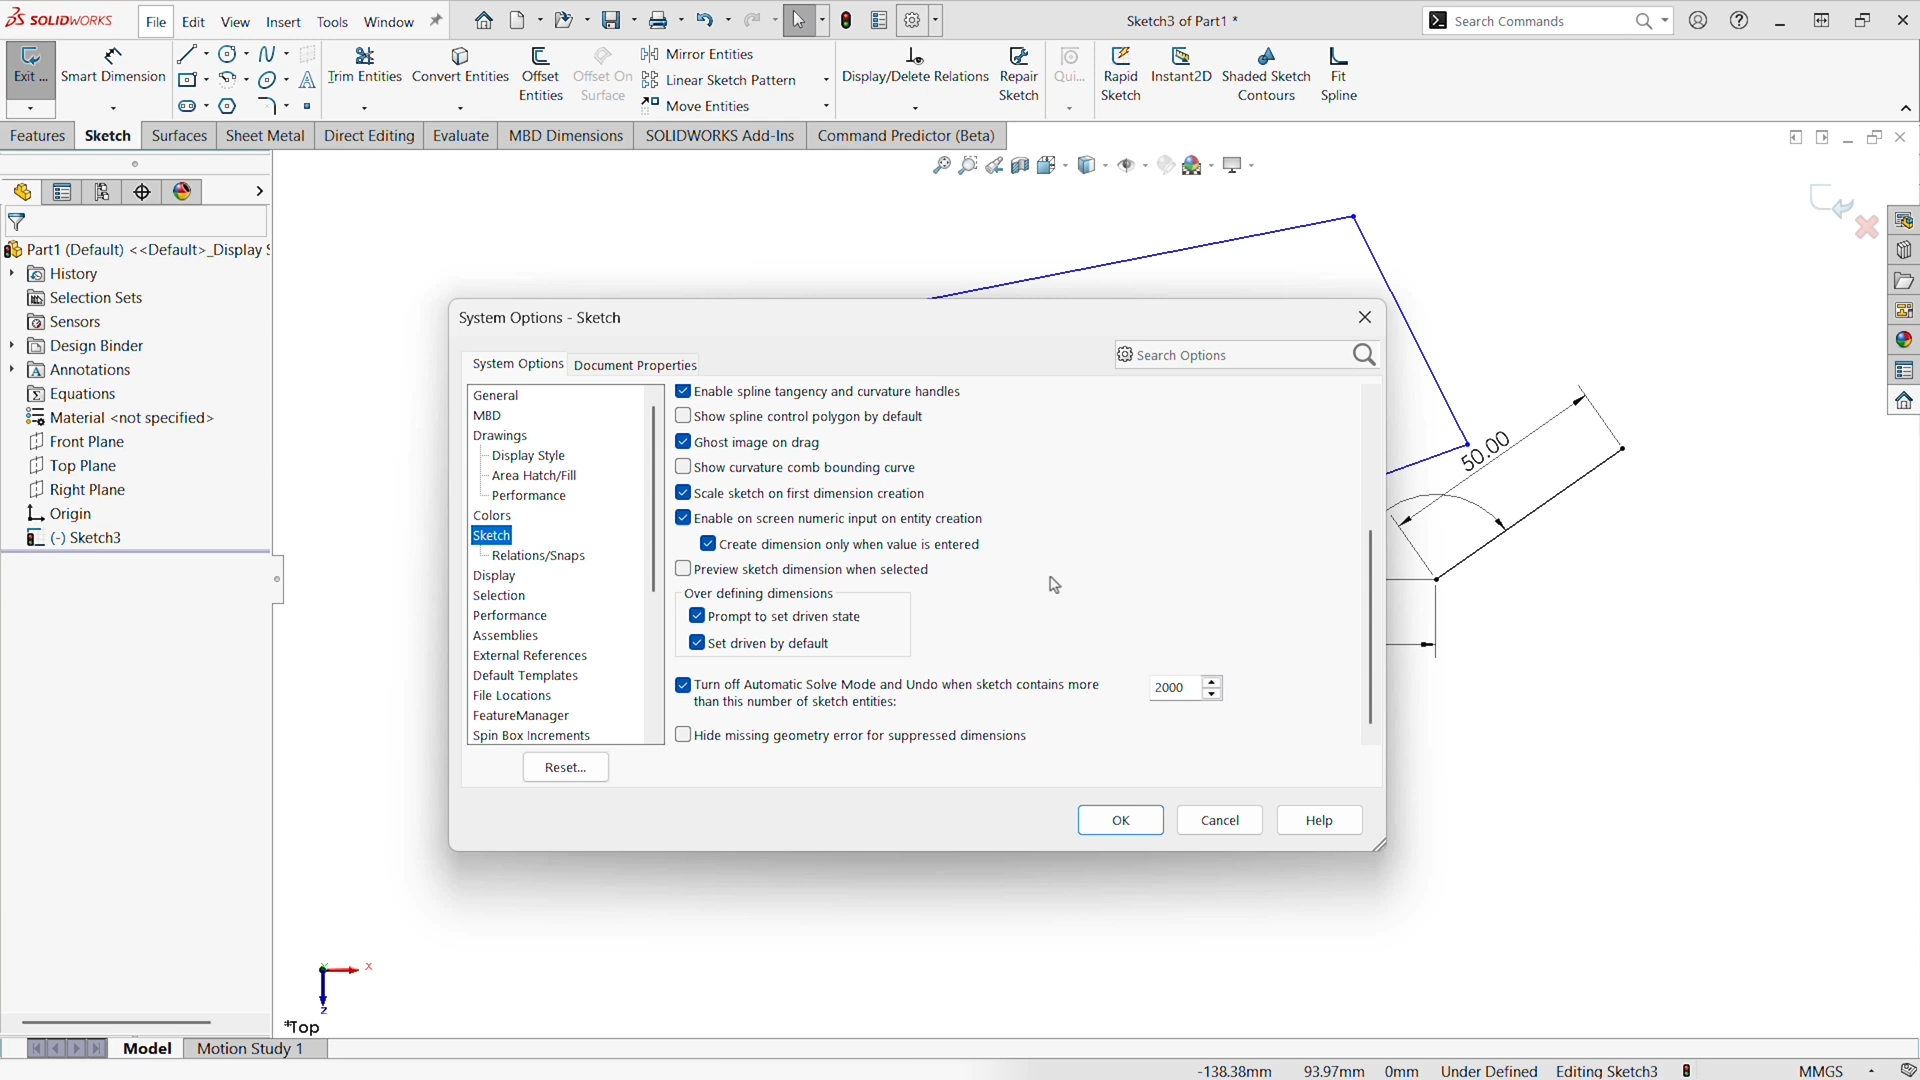 SOLIDWORKS File Edit View Insert Tools Window
Sketch3 of Part1 *
Search Commands
Exit ...
Smart Dimension
Trim Entities
Convert Entities
Offset
Entities
Offset On
Surface
Mirror Entities
Linear Sketch Pattern
Move Entities
Display/Delete Relations
Repair
Sketch
Qui...
Rapid
Sketch
Instant2D
Shaded Sketch
Contours
Fit
Spline
Features Sketch Surfaces Sheet Metal Direct Editing Evaluate MBD Dimensions SOLIDWORKS Add-Ins Command Predictor (Beta)
Part1 (Default) <<Default>_Display S
History
Selection Sets
Sensors
Design Binder
Annotations
Equations
Material <not specified>
Front Plane
Top Plane
Right Plane
Origin
(-) Sketch3
System Options - Sketch
System Options Document Properties
Search Options
General
MBD
Drawings
Display Style
Area Hatch/Fill
Performance
Colors
Sketch
Relations/Snaps
Display
Selection
Performance
Assemblies
External References
Default Templates
File Locations
FeatureManager
Spin Box Increments
Reset...
Enable spline tangency and curvature handles
Show spline control polygon by default
Ghost image on drag
Show curvature comb bounding curve
Scale sketch on first dimension creation
Enable on screen numeric input on entity creation
Create dimension only when value is entered
Preview sketch dimension when selected
Over defining dimensions
Prompt to set driven state
Set driven by default
Turn off Automatic Solve Mode and Undo when sketch contains more
than this number of sketch entities:
2000
Hide missing geometry error for suppressed dimensions
OK Cancel Help
50.00
x
Y
z
*Top
Model Motion Study 1
-138.38mm 93.97mm 0mm Under Defined Editing Sketch3 MMGS